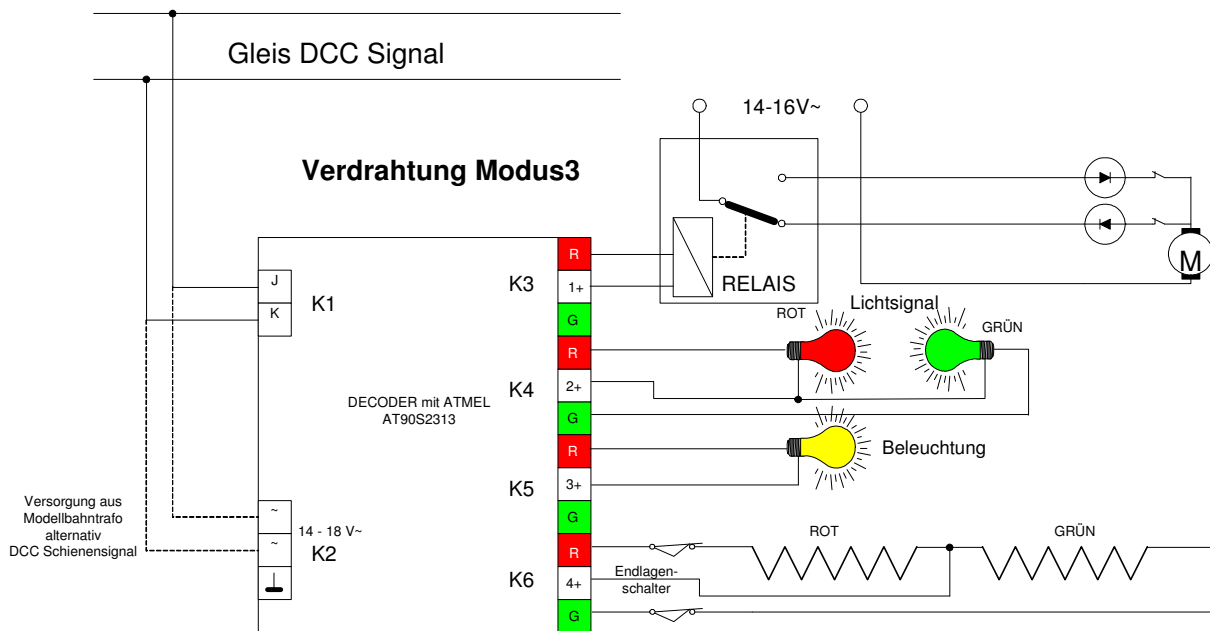 Gleis DCC Signal
14-16V~
Verdrahtung Modus3
RELAIS
M
K1
J
K
K3
R
1+
G
Lichtsignal
ROT
GRÜN
K4
R
2+
G
DECODER mit ATMEL
AT90S2313
K5
R
3+
G
Beleuchtung
Versorgung aus
Modellbahntrafo
alternativ
DCC Schienensignal
~
~
14 - 18 V~
K2
K6
R
4+
G
Endlagen-
schalter
ROT
GRÜN